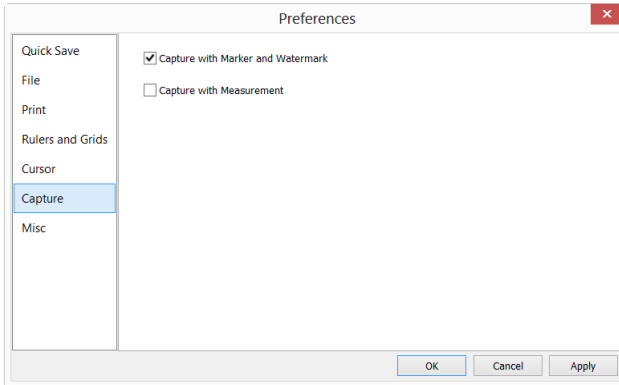 Preferences
Quick Save
File
Print
Rulers and Grids
Cursor
Capture
Misc
Capture with Marker and Watermark
Capture with Measurement
OK Cancel Apply